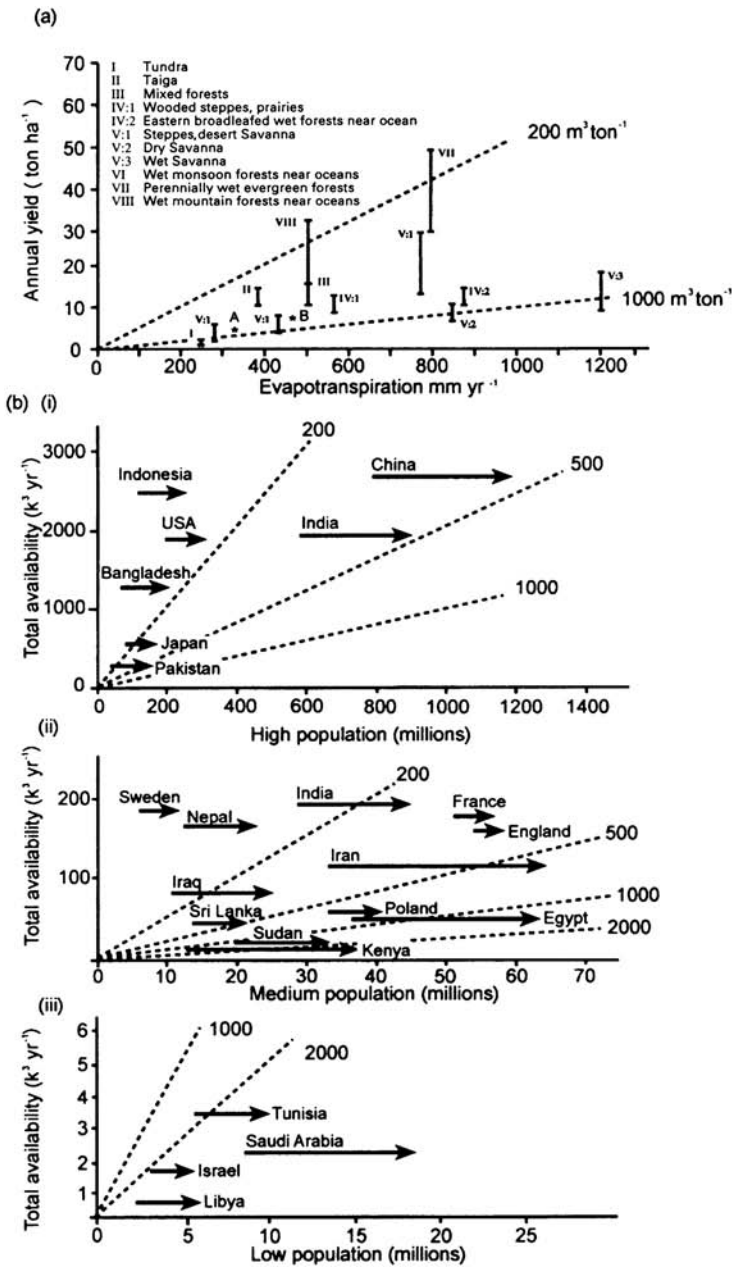 (a)
70
60
50
40
30
20
10
0
Annual yield ( ton ha⁻¹)
I Tundra
II Taiga
III Mixed forests
IV:1 Wooded steppes, prairies
IV:2 Eastern broadleafed wet forests near ocean
V:1 Steppes,desert Savanna
V:2 Dry Savanna
V:3 Wet Savanna
VI Wet monsoon forests near oceans
VII Perennially wet evergreen forests
VIII Wet mountain forests near oceans
200 m³ ton⁻¹
VII
VIII
V:1
III
II
IV:1
IV:2
V:3
1000 m³ton⁻¹
V:1 A V:1 B
I
V:2
0 200 400 600 800 1000 1200
Evapotranspiration mm yr ⁻¹
(b) (i)
Total availability (k³ yr⁻¹)
3000
2000
1000
0
200
500
1000
Indonesia
China
USA
India
Bangladesh
Japan
Pakistan
0 200 400 600 800 1000 1200 1400
High population (millions)
(ii)
Total availability (k³ yr⁻¹)
200
100
0
200
500
1000
2000
Sweden
Nepal
India
France
England
Iraq
Iran
Sri Lanka
Poland
Egypt
Sudan
Kenya
0 10 20 30 40 50 60 70
Medium population (millions)
(iii)
Total availability (k³ yr⁻¹)
6
5
4
3
2
1
1000
2000
Tunisia
Saudi Arabia
Israel
Libya
0 5 10 15 20 25
Low population (millions)